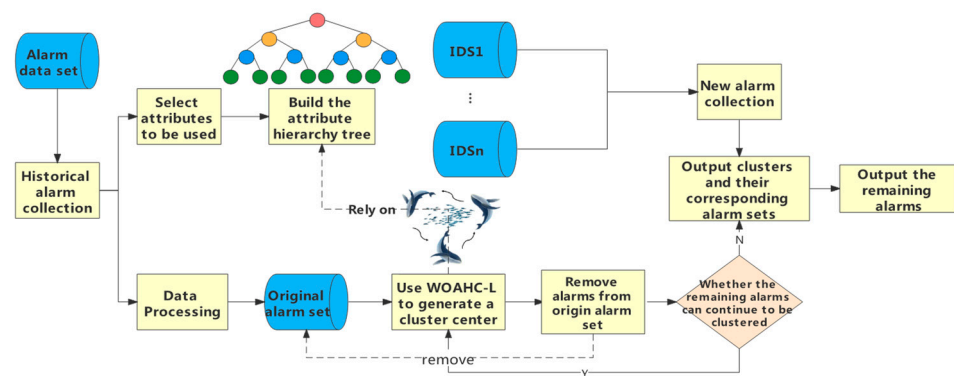 Alarm
data set
Historical
alarm
collection
Select
attributes
to be used
Build the
attribute
hierarchy tree
IDS1
...
IDSn
New alarm
collection
Output clusters
and their
corresponding
alarm sets
Output the
remaining
alarms
Rely on
Data
Processing
Original
alarm set
Use WOAHC-L
to generate a
cluster center
Remove
alarms from
origin alarm
set
Whether the
remaining alarms
can continue to be
clustered
N
remove
Y